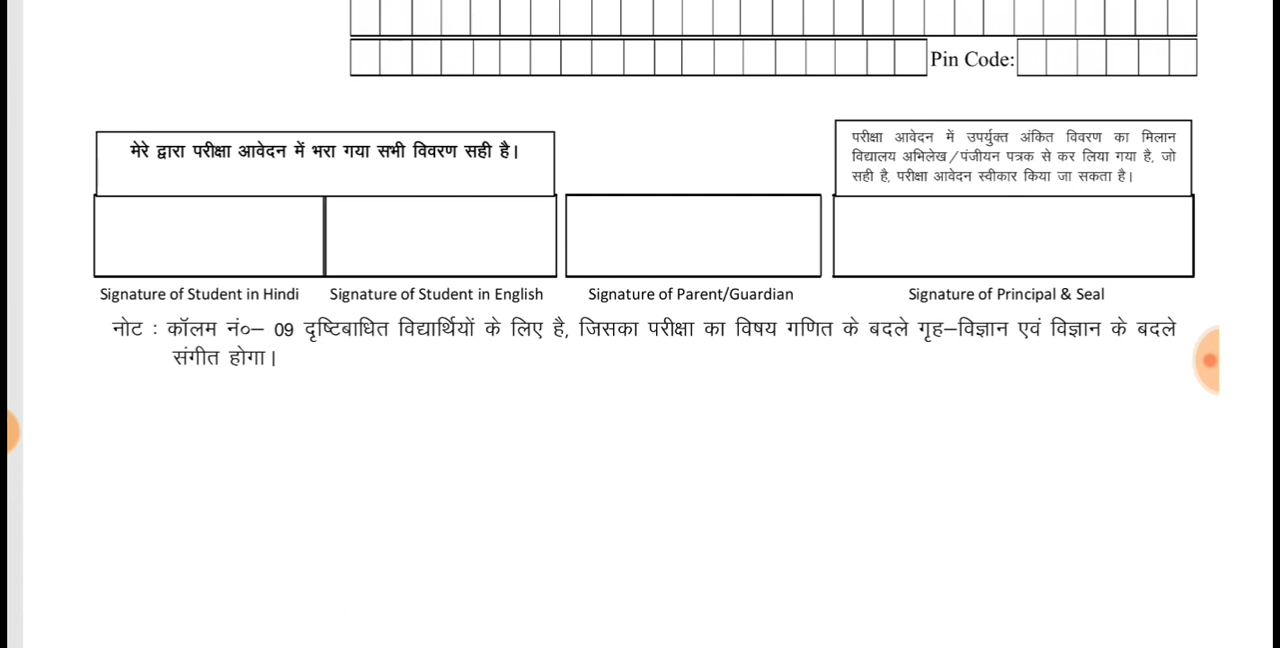 Pin Code:
मेरे द्वारा परीक्षा आवेदन में भरा गया सभी विवरण सही है।
परीक्षा आवेदन में उपर्युक्त अंकित विवरण का मिलान
विद्यालय अभिलेख/पंजीयन पत्रक से कर लिया गया है, जो
सही है, परीक्षा आवेदन स्वीकार किया जा सकता है।
Signature of Student in Hindi
Signature of Student in English
Signature of Parent/Guardian
Signature of Principal & Seal
नोट : कॉलम नं०– 09 दृष्टिबाधित विद्यार्थियों के लिए है, जिसका परीक्षा का विषय गणित के बदले गृह–विज्ञान एवं विज्ञान के बदले
संगीत होगा।